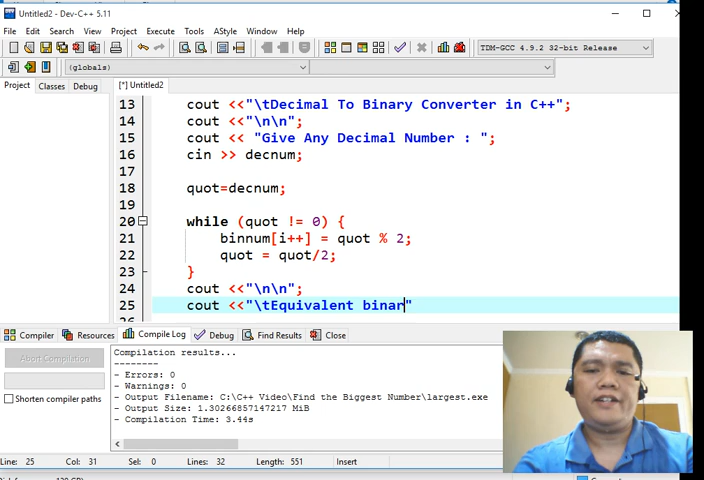 Untitled2 - Dev-C++ 5.11
File Edit Search View Project Execute Tools AStyle Window Help
TDM-GCC 4.9.2 32-bit Release
(globals)
Project Classes Debug [*] Untitled2
13 cout <<"\tDecimal To Binary Converter in C++";
14 cout <<"\n\n";
15 cout << "Give Any Decimal Number : ";
16 cin >> decnum;
17
18 quot=decnum;
19
20 while (quot != 0) {
21 binnum[i++] = quot % 2;
22 quot = quot/2;
23 }
24 cout <<"\n\n";
25 cout <<"\tEquivalent binar"
Compiler Resources Compile Log Debug Find Results Close
Abort Compilation
Shorten compiler paths
Compilation results...
--------
- Errors: 0
- Warnings: 0
- Output Filename: C:\C++ Video\Find the Biggest Number\largest.exe
- Output Size: 1.30266857147217 MiB
- Compilation Time: 3.44s
Line: 25 Col: 31 Sel: 0 Lines: 32 Length: 551 Insert